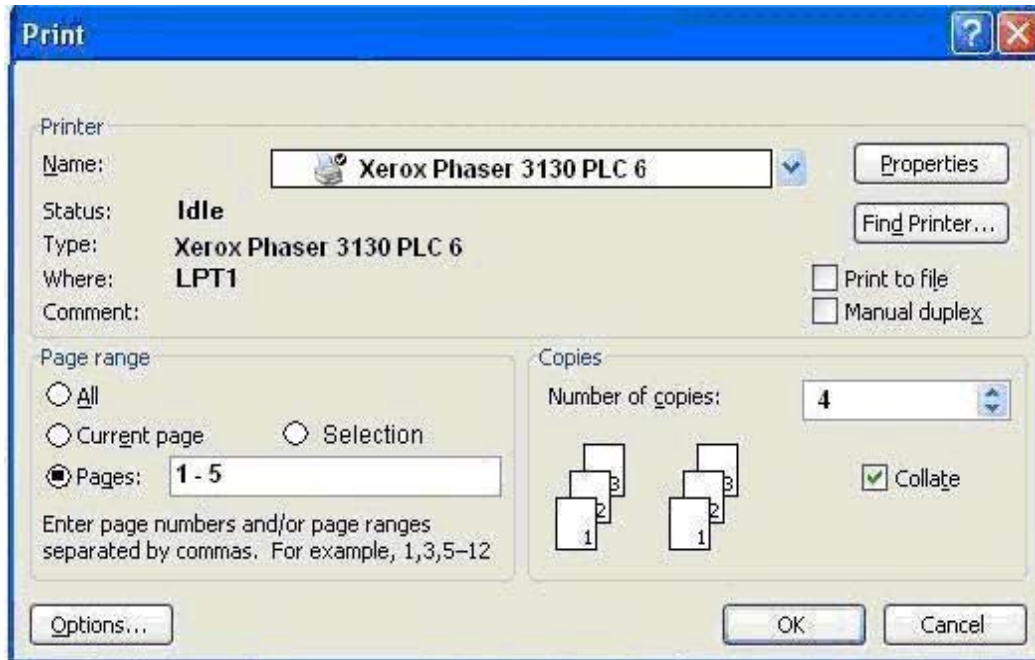 Print
Printer
Name: Xerox Phaser 3130 PLC 6 Properties
Status: Idle Find Printer...
Type: Xerox Phaser 3130 PLC 6
Where: LPT1 Print to file
Comment: Manual duplex
Page range
All
Current page Selection
Pages: 1 - 5
Enter page numbers and/or page ranges
separated by commas. For example, 1,3,5–12
Copies
Number of copies: 4
1 2 3 1 2 3
Collate
Options... OK Cancel